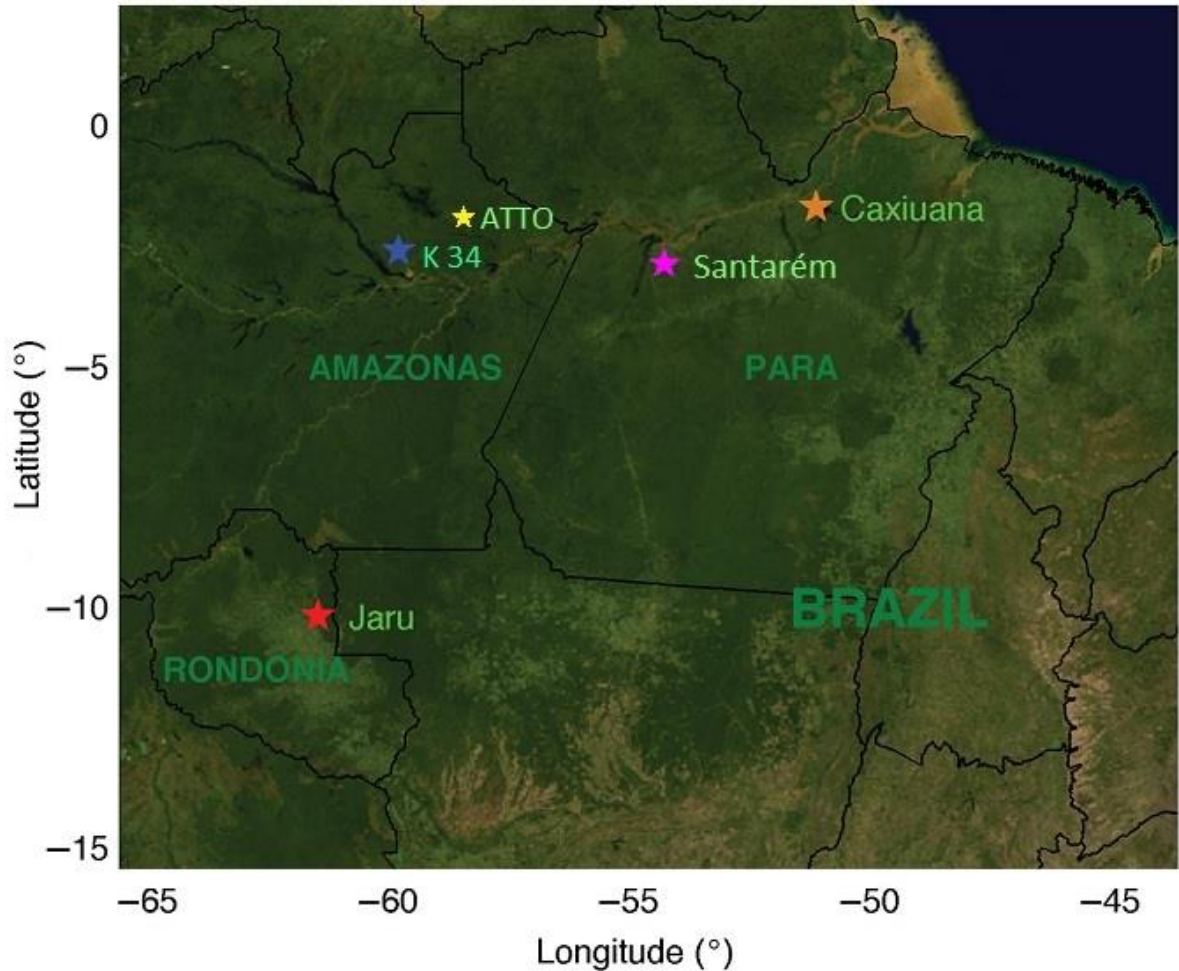 0
ATTO
Caxiuana
K 34
Santarém
−5
AMAZONAS
PARA
Latitude (°)
−10
BRAZIL
Jaru
RONDONIA
−15
−65
−60
−55
−50
−45
Longitude (°)